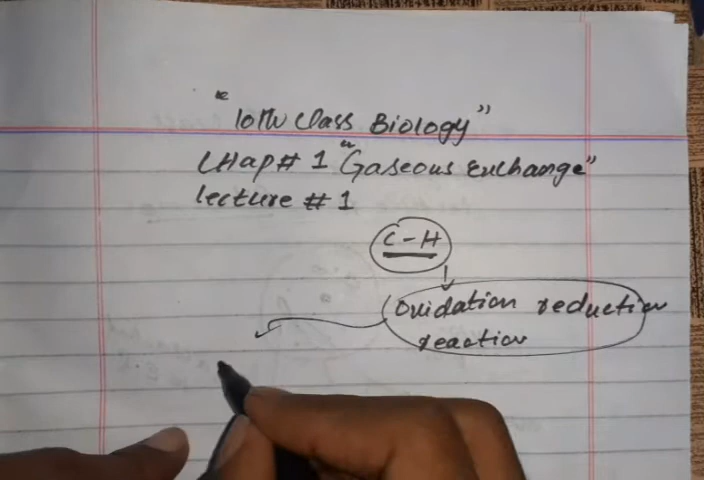 "10th Class Biology"
Chap # 1 "Gaseous Exchange"
lecture # 1
C-H
Oxidation reduction
reaction